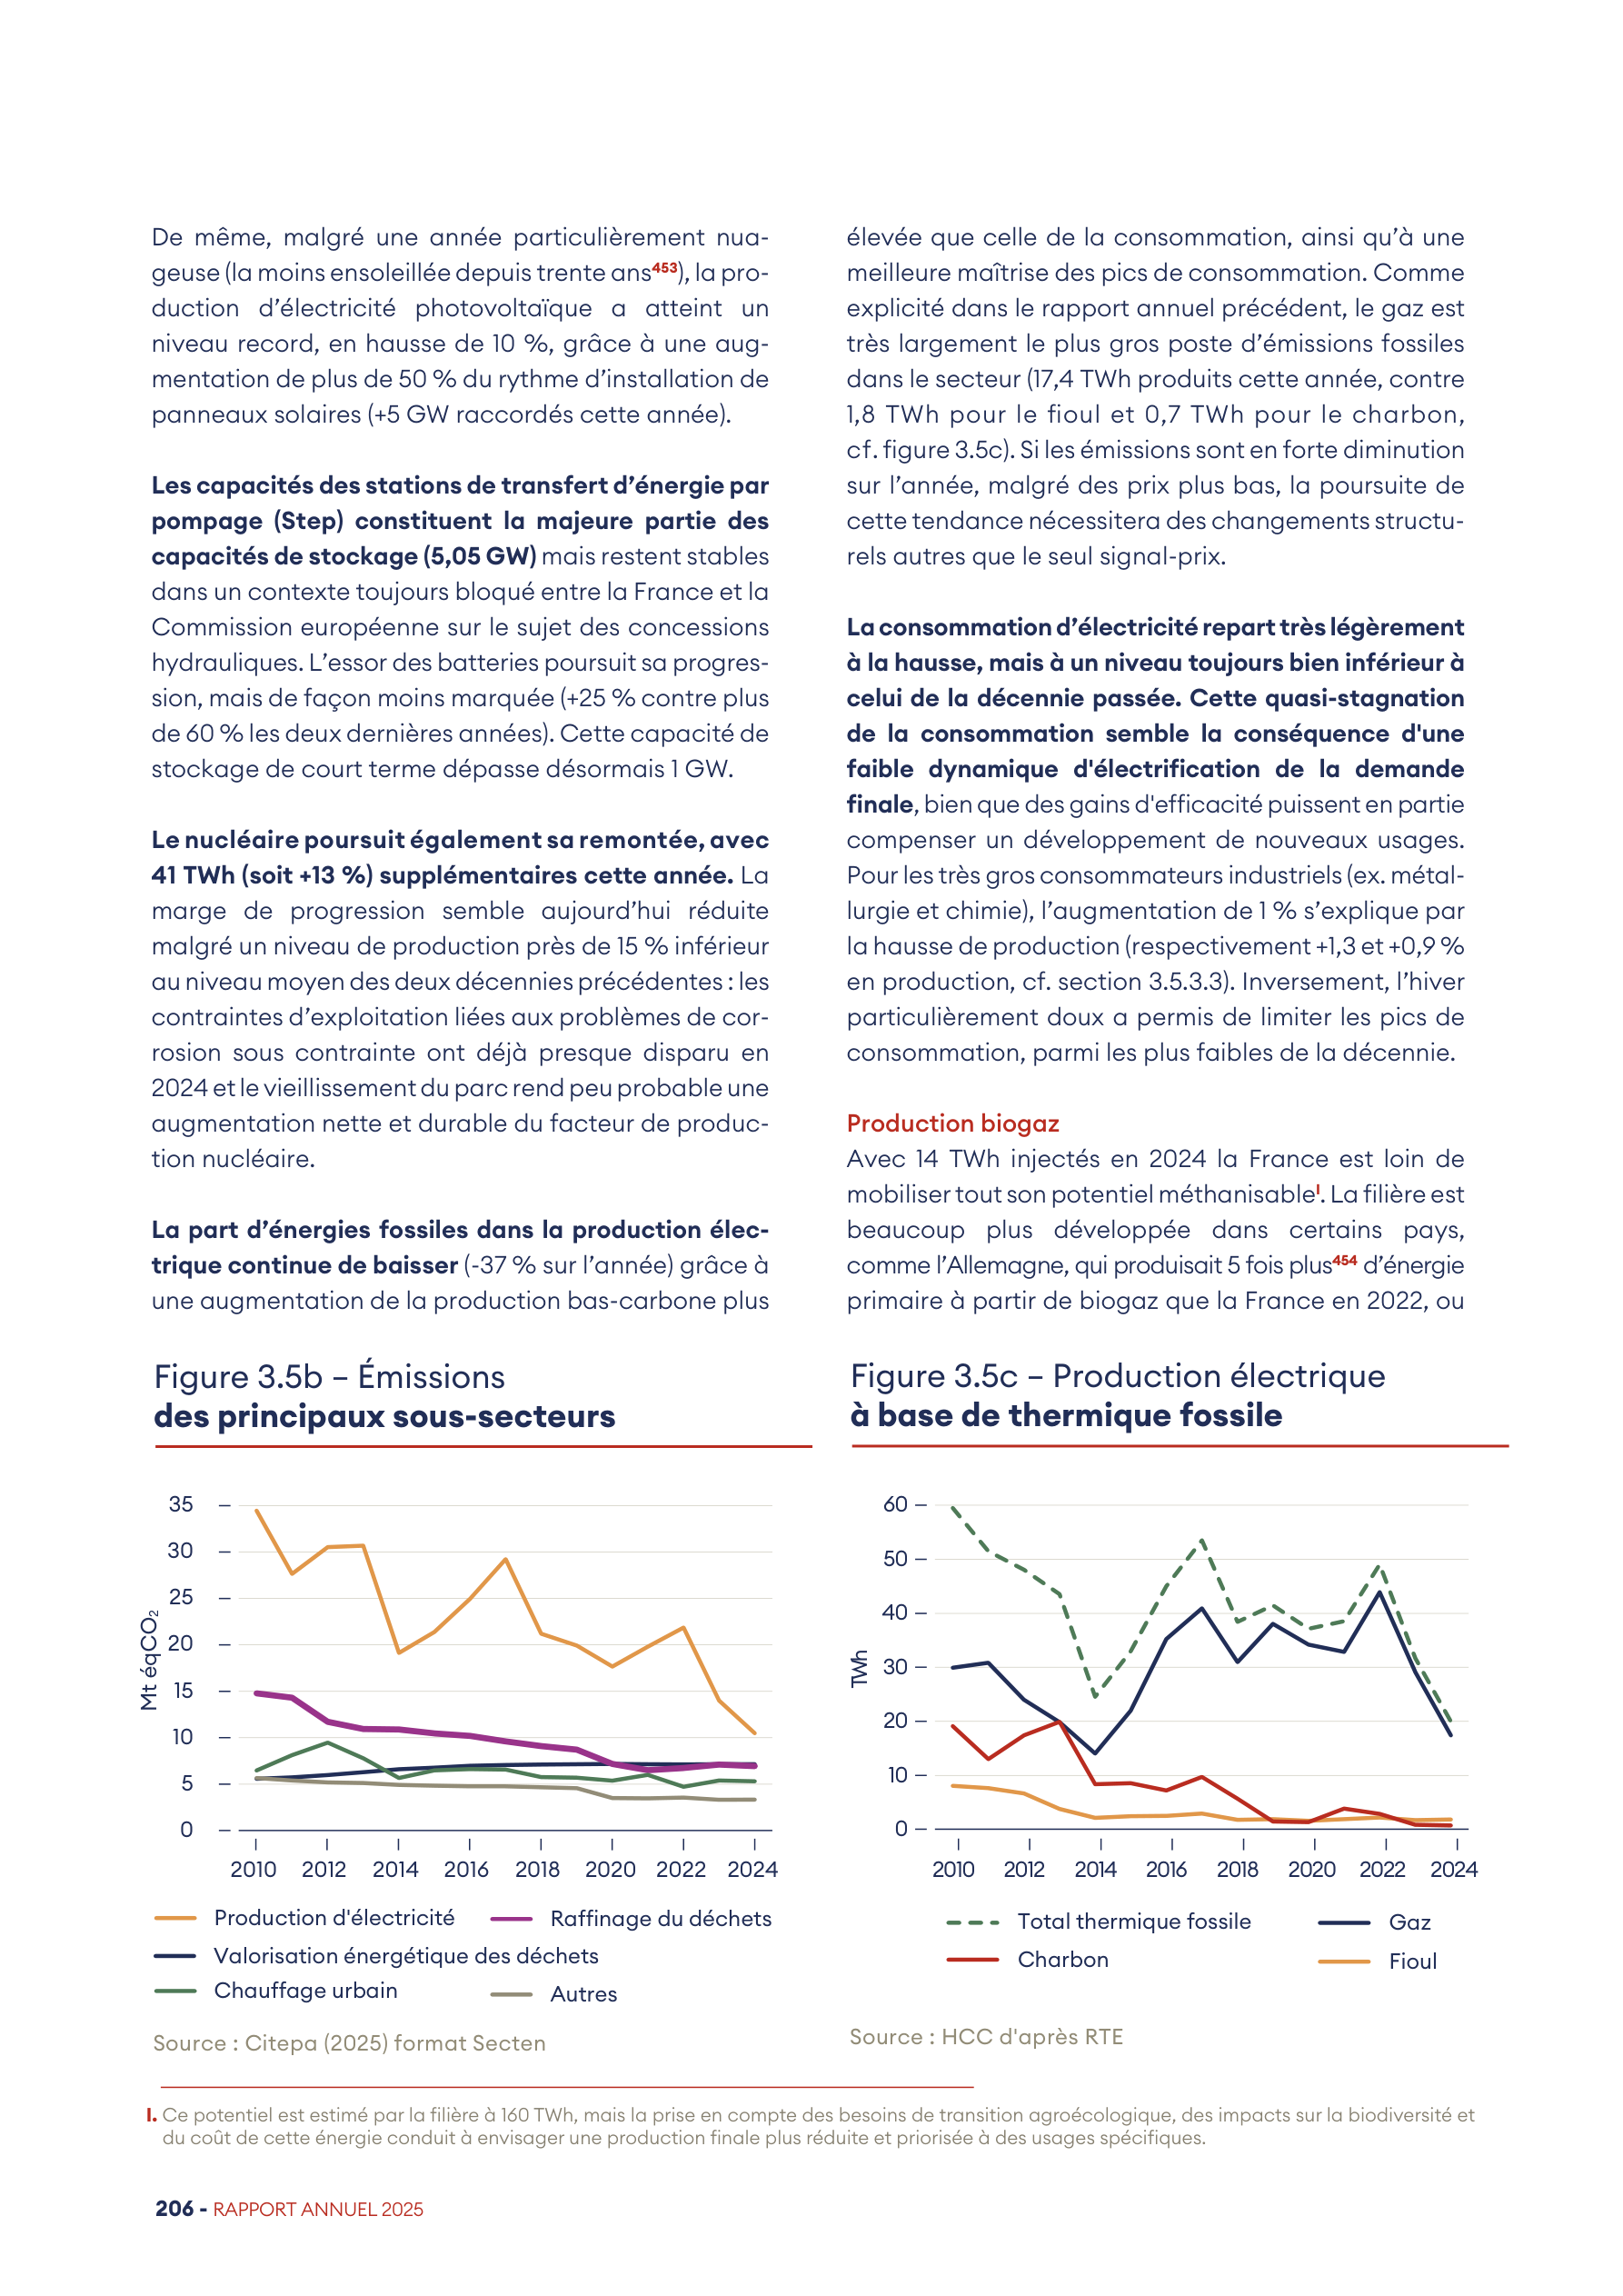 De même, malgré une année particulièrement nua-
geuse (la moins ensoleillée depuis trente ans453), la pro-
duction d’électricité photovoltaïque a atteint un
niveau record, en hausse de 10 %, grâce à une aug-
mentation de plus de 50 % du rythme d’installation de
panneaux solaires (+5 GW raccordés cette année).
Les capacités des stations de transfert d’énergie par
pompage (Step) constituent la majeure partie des
capacités de stockage (5,05 GW) mais restent stables
dans un contexte toujours bloqué entre la France et la
Commission européenne sur le sujet des concessions
hydrauliques. L’essor des batteries poursuit sa progres-
sion, mais de façon moins marquée (+25 % contre plus
de 60 % les deux dernières années). Cette capacité de
stockage de court terme dépasse désormais 1 GW.
Le nucléaire poursuit également sa remontée, avec
41 TWh (soit +13 %) supplémentaires cette année. La
marge de progression semble aujourd’hui réduite
malgré un niveau de production près de 15 % inférieur
au niveau moyen des deux décennies précédentes : les
contraintes d’exploitation liées aux problèmes de cor-
rosion sous contrainte ont déjà presque disparu en
2024 et le vieillissement du parc rend peu probable une
augmentation nette et durable du facteur de produc-
tion nucléaire.
La part d’énergies fossiles dans la production élec-
trique continue de baisser (-37 % sur l’année) grâce à
une augmentation de la production bas-carbone plus
élevée que celle de la consommation, ainsi qu’à une
meilleure maîtrise des pics de consommation. Comme
explicité dans le rapport annuel précédent, le gaz est
très largement le plus gros poste d’émissions fossiles
dans le secteur (17,4 TWh produits cette année, contre
1,8 TWh pour le fioul et 0,7 TWh pour le charbon,
cf. figure 3.5c). Si les émissions sont en forte diminution
sur l’année, malgré des prix plus bas, la poursuite de
cette tendance nécessitera des changements structu-
rels autres que le seul signal-prix.
La consommation d’électricité repart très légèrement
à la hausse, mais à un niveau toujours bien inférieur à
celui de la décennie passée. Cette quasi-stagnation
de la consommation semble la conséquence d'une
faible dynamique d'électrification de la demande
finale, bien que des gains d'efficacité puissent en partie
compenser un développement de nouveaux usages.
Pour les très gros consommateurs industriels (ex. métal-
lurgie et chimie), l’augmentation de 1 % s’explique par
la hausse de production (respectivement +1,3 et +0,9 %
en production, cf. section 3.5.3.3). Inversement, l’hiver
particulièrement doux a permis de limiter les pics de
consommation, parmi les plus faibles de la décennie.
Production biogaz
Avec 14 TWh injectés en 2024 la France est loin de
mobiliser tout son potentiel méthanisableI. La filière est
beaucoup plus développée dans certains pays,
comme l’Allemagne, qui produisait 5 fois plus454 d’énergie
primaire à partir de biogaz que la France en 2022, ou
Figure 3.5b – Émissions
des principaux sous-secteurs
Mt éqCO₂
35
30
25
20
15
10
5
0
2010 2012 2014 2016 2018 2020 2022 2024
Production d'électricité Raffinage du déchets
Valorisation énergétique des déchets
Chauffage urbain Autres
Source : Citepa (2025) format Secten
Figure 3.5c – Production électrique
à base de thermique fossile
TWh
60
50
40
30
20
10
0
2010 2012 2014 2016 2018 2020 2022 2024
Total thermique fossile Gaz
Charbon Fioul
Source : HCC d'après RTE
I. Ce potentiel est estimé par la filière à 160 TWh, mais la prise en compte des besoins de transition agroécologique, des impacts sur la biodiversité et
du coût de cette énergie conduit à envisager une production finale plus réduite et priorisée à des usages spécifiques.
206 - RAPPORT ANNUEL 2025